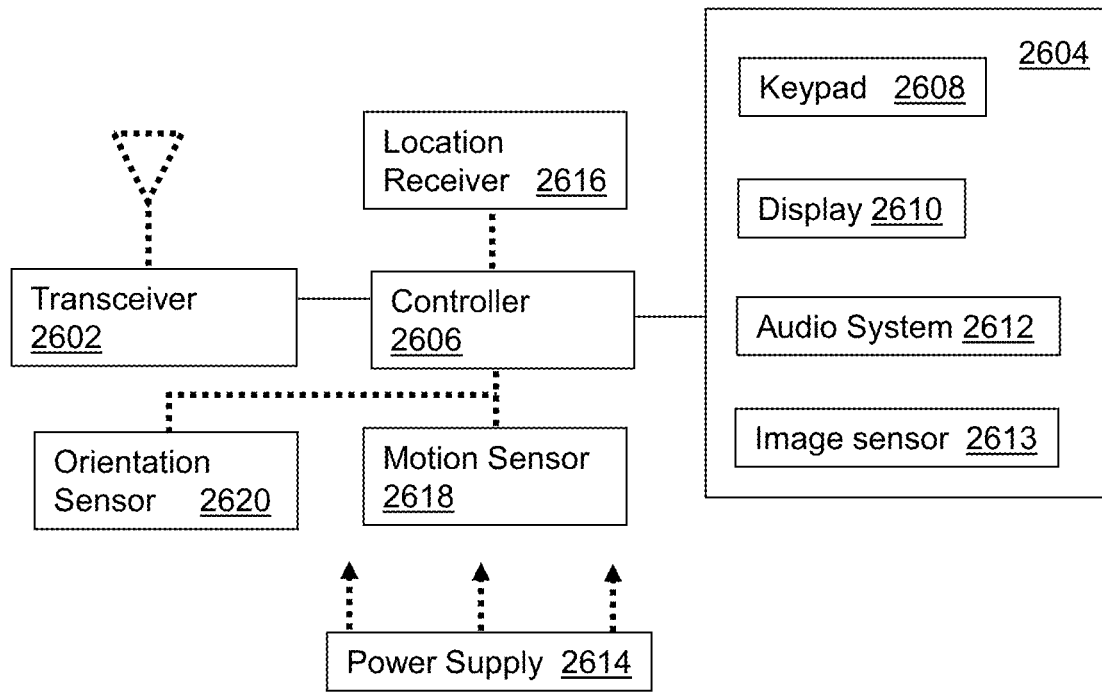 2604
Keypad 2608
Location
Receiver 2616
Display 2610
Transceiver
2602
Controller
2606
Audio System 2612
Image sensor 2613
Orientation
Sensor 2620
Motion Sensor
2618
Power Supply 2614